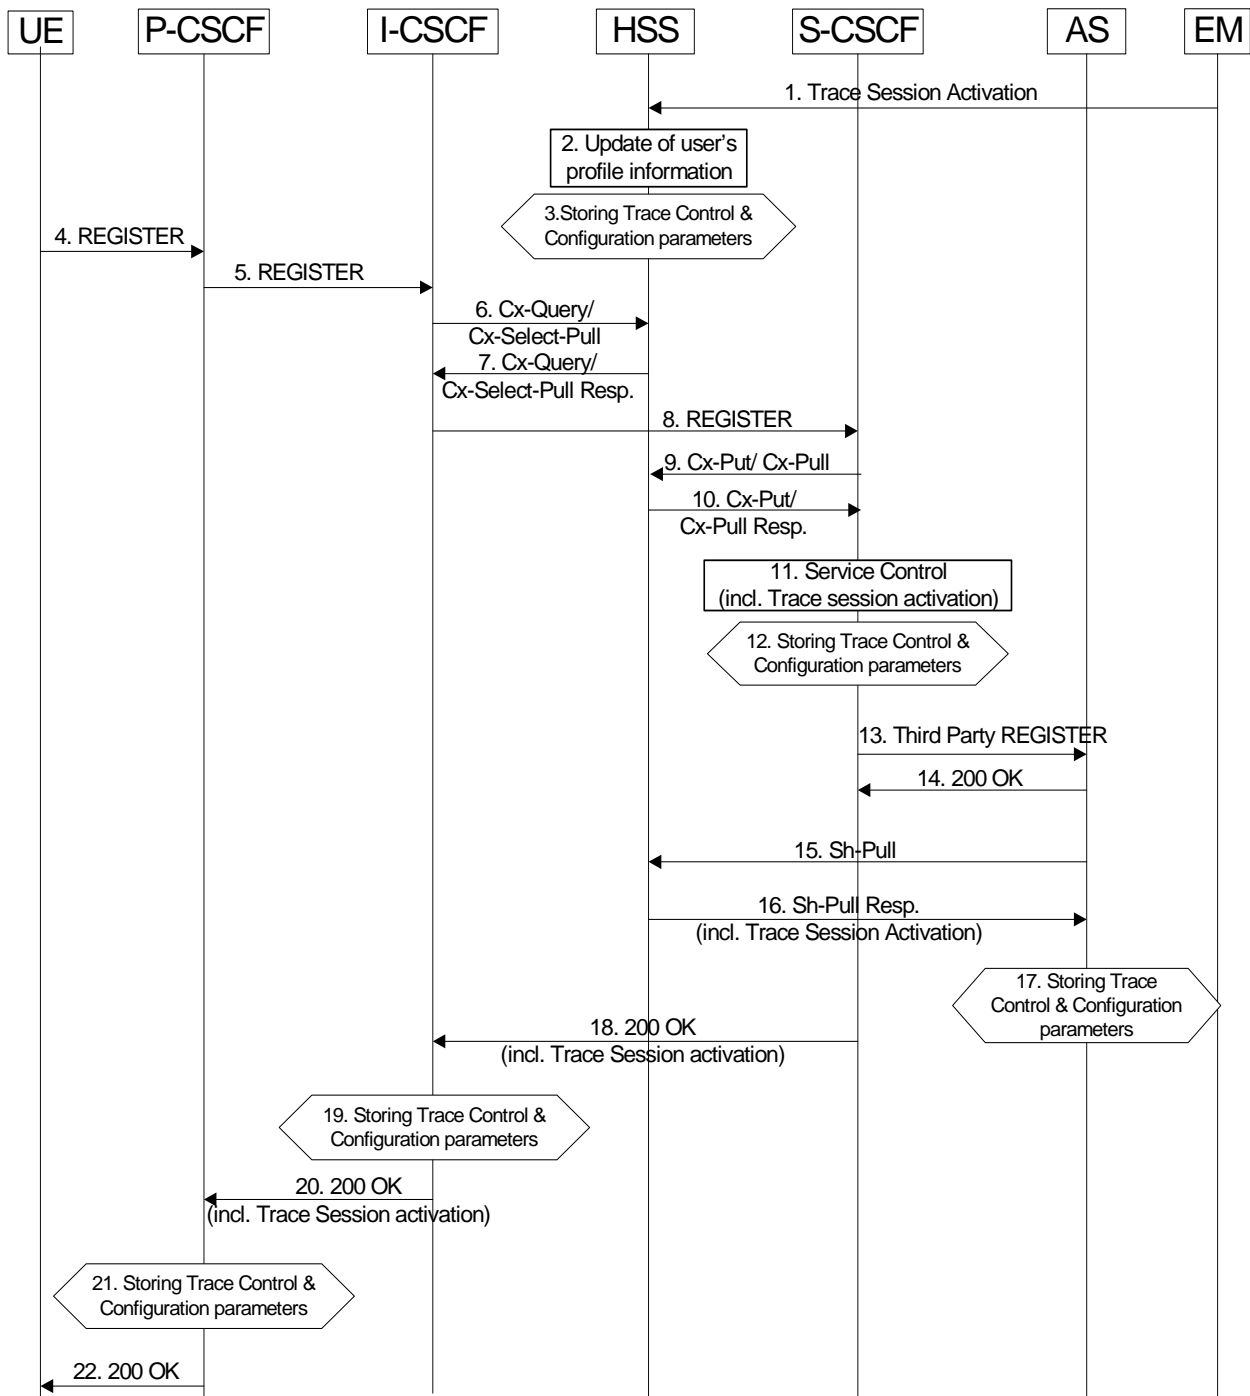 UE P-CSCF I-CSCF HSS S-CSCF AS EM
1. Trace Session Activation
2. Update of user's
profile information
3.Storing Trace Control &
Configuration parameters
4. REGISTER
5. REGISTER
6. Cx-Query/
Cx-Select-Pull
7. Cx-Query/
Cx-Select-Pull Resp.
8. REGISTER
9. Cx-Put/ Cx-Pull
10. Cx-Put/
Cx-Pull Resp.
11. Service Control
(incl. Trace session activation)
12. Storing Trace Control &
Configuration parameters
13. Third Party REGISTER
14. 200 OK
15. Sh-Pull
16. Sh-Pull Resp.
(incl. Trace Session Activation)
17. Storing Trace
Control & Configuration
parameters
18. 200 OK
(incl. Trace Session activation)
19. Storing Trace Control &
Configuration parameters
20. 200 OK
(incl. Trace Session activation)
21. Storing Trace Control &
Configuration parameters
22. 200 OK